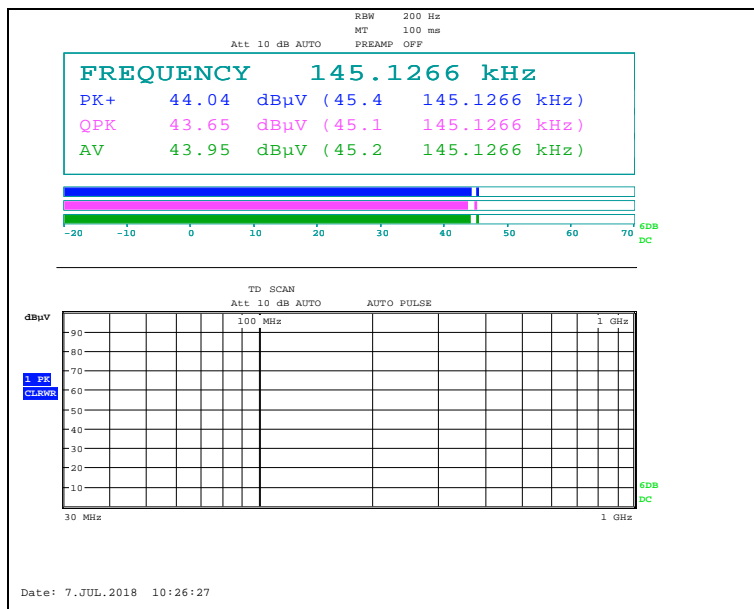 RBW 200 Hz
MT 100 ms
Att 10 dB AUTO PREAMP OFF
FREQUENCY 145.1266 kHz
PK+ 44.04 dBµV (45.4 145.1266 kHz)
QPK 43.65 dBµV (45.1 145.1266 kHz)
AV 43.95 dBµV (45.2 145.1266 kHz)
-20 -10 0 10 20 30 40 50 60 70
6DB
DC
TD SCAN
Att 10 dB AUTO AUTO PULSE
dBµV
100 MHz 1 GHz
90
80
70
1 PK
CLRWR
60
50
40
30
20
10
6DB
DC
30 MHz 1 GHz
Date: 7.JUL.2018 10:26:27